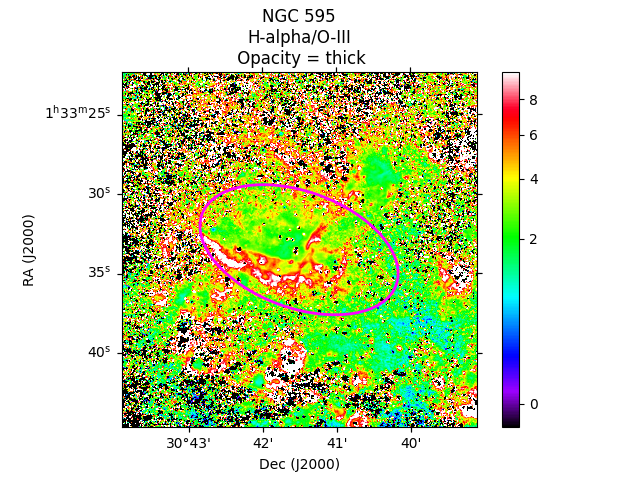 NGC 595
H-alpha/O-III
Opacity = thick
1ʰ33ᵐ25ˢ
30ˢ
35ˢ
40ˢ
RA (J2000)
30°43'
42'
41'
40'
Dec (J2000)
8
6
4
2
0